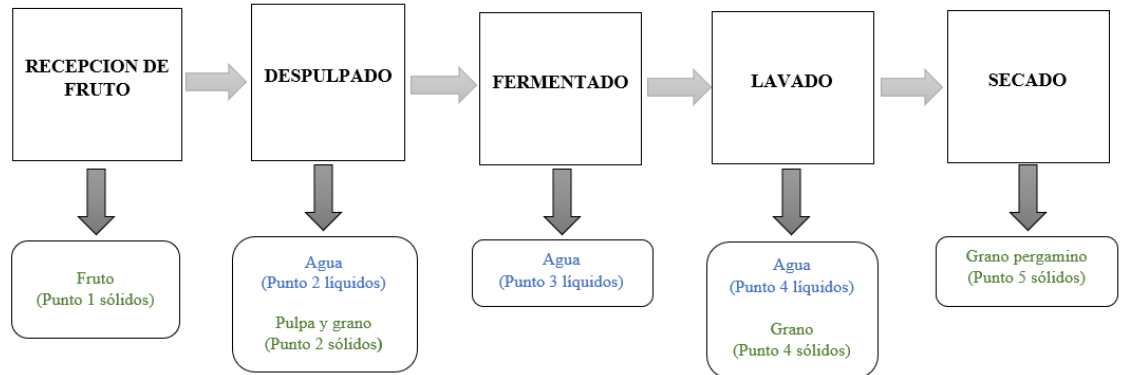 RECEPCION DE
FRUTO
DESPULPADO
FERMENTADO
LAVADO
SECADO
Fruto
(Punto 1 sólidos)
Agua
(Punto 2 líquidos)
Pulpa y grano
(Punto 2 sólidos)
Agua
(Punto 3 líquidos)
Agua
(Punto 4 líquidos)
Grano
(Punto 4 sólidos)
Grano pergamino
(Punto 5 sólidos)